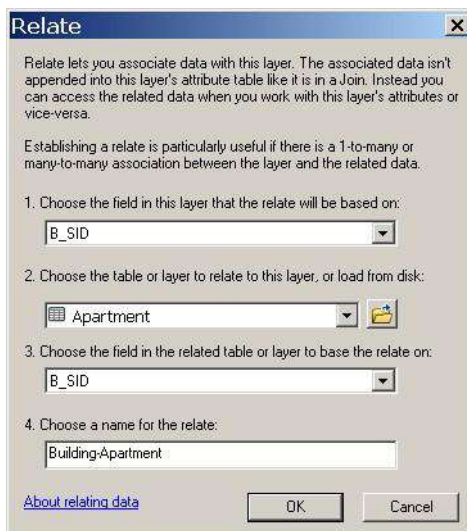 Relate
Relate lets you associate data with this layer. The associated data isn't
appended into this layer's attribute table like it is in a Join. Instead you
can access the related data when you work with this layer's attributes or
vice-versa.
Establishing a relate is particularly useful if there is a 1-to-many or
many-to-many association between the layer and the related data.
1. Choose the field in this layer that the relate will be based on:
B_SID
2. Choose the table or layer to relate to this layer, or load from disk:
Apartment
3. Choose the field in the related table or layer to base the relate on:
B_SID
4. Choose a name for the relate:
Building-Apartment
About relating data
OK
Cancel